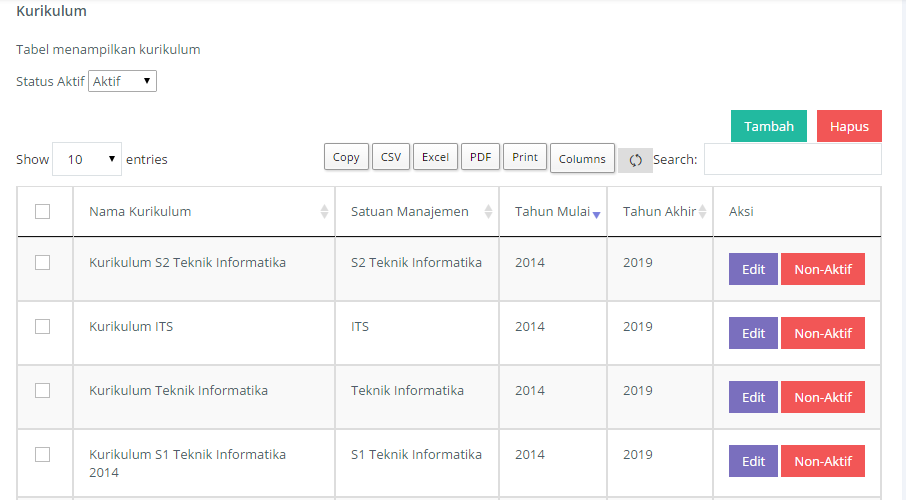 Kurikulum
Tabel menampilkan kurikulum
Status Aktif Aktif
Tambah Hapus
Show 10 entries Copy CSV Excel PDF Print Columns Search:
Nama Kurikulum Satuan Manajemen Tahun Mulai Tahun Akhir Aksi
Kurikulum S2 Teknik Informatika S2 Teknik Informatika 2014 2019 Edit Non-Aktif
Kurikulum ITS ITS 2014 2019 Edit Non-Aktif
Kurikulum Teknik Informatika Teknik Informatika 2014 2019 Edit Non-Aktif
Kurikulum S1 Teknik Informatika S1 Teknik Informatika 2014 2019 Edit Non-Aktif
2014